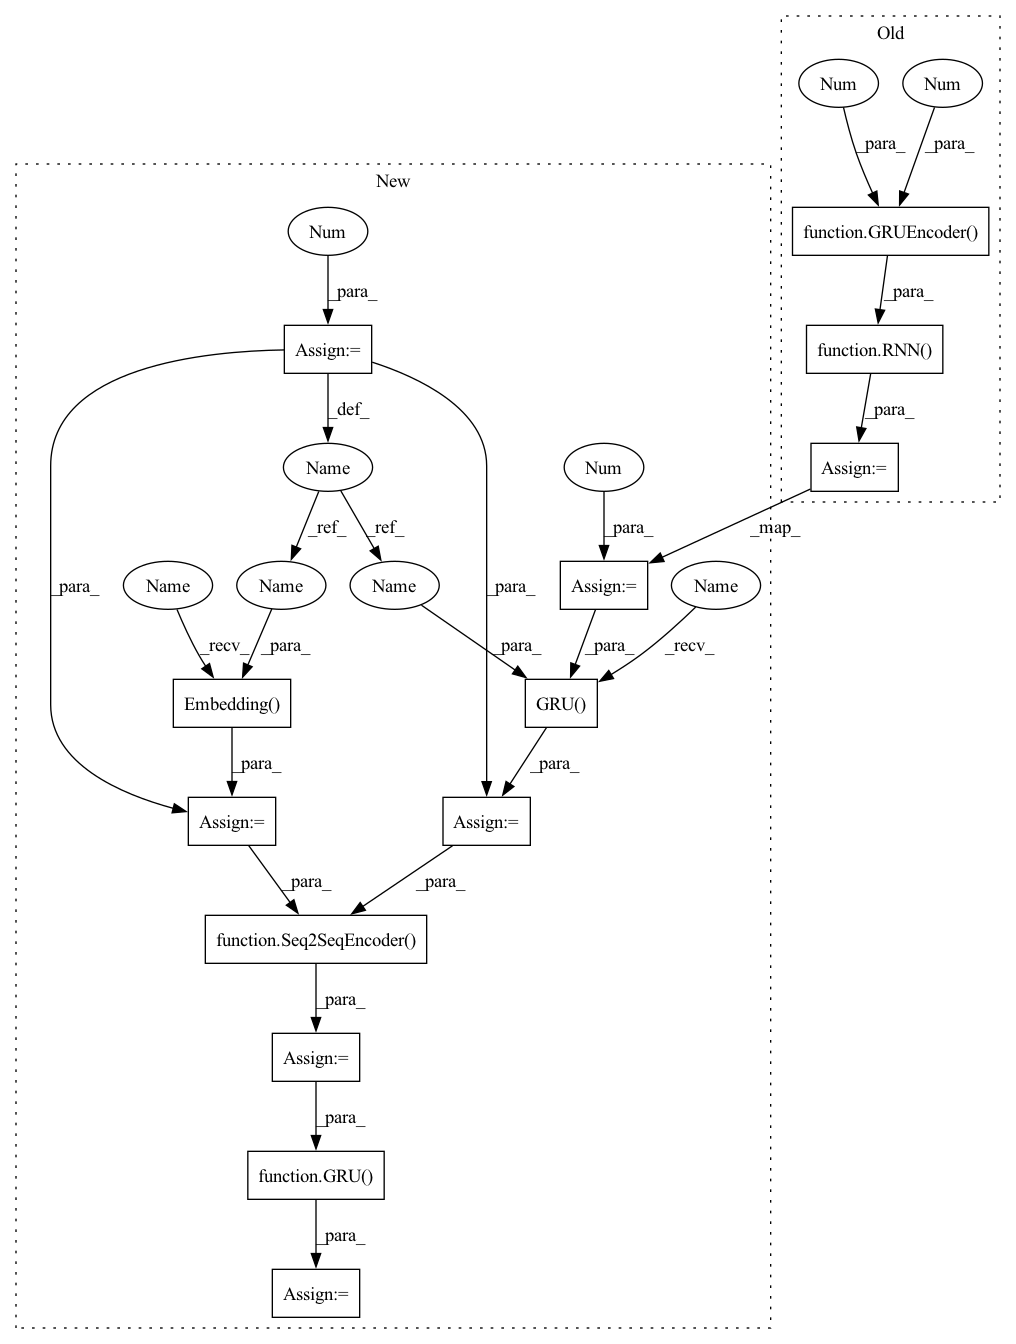 Old
Num Num
_para_ _para_
New
function.GRUEncoder()
Num
_para_ _para_
Assign:= function.RNN()
_def_ _para_
Name Num Assign:=
_ref_ _ref_ _para_ _map_
_para_ Name Name Name _para_ Assign:= Name
_recv_ _para_ _para_ _para_ _recv_
Embedding() GRU()
_para_ _para_
Assign:= Assign:=
_para_ _para_
function.Seq2SeqEncoder()
_para_
Assign:=
_para_
function.GRU()
_para_
Assign:=